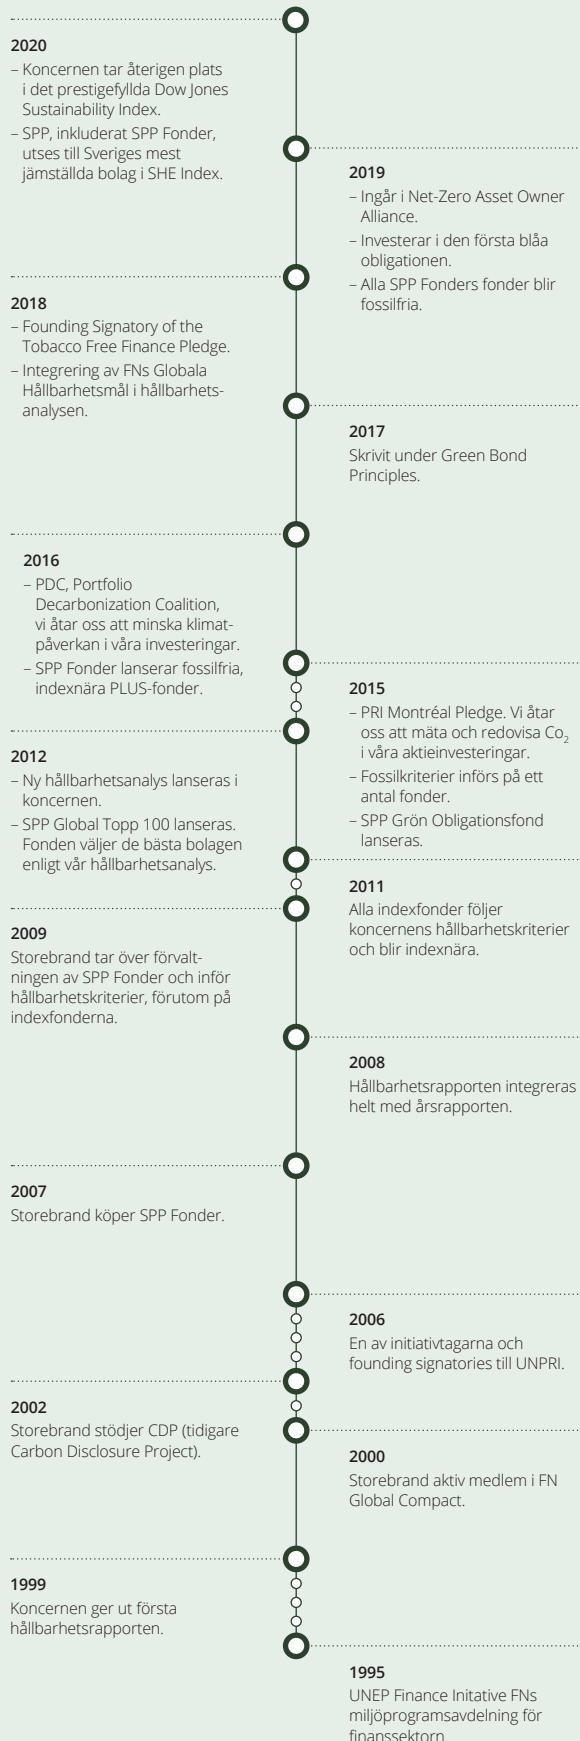 2020
– Koncernen tar återigen plats
i det prestigefyllda Dow Jones
Sustainability Index.
– SPP, inkluderat SPP Fonder,
utses till Sveriges mest
jämställda bolag i SHE Index.
2019
– Ingår i Net-Zero Asset Owner
Alliance.
– Investerar i den första blåa
obligationen.
– Alla SPP Fonders fonder blir
fossilfria.
2018
– Founding Signatory of the
Tobacco Free Finance Pledge.
– Integrering av FNs Globala
Hållbarhetsmål i hållbarhets-
analysen.
2017
Skrivit under Green Bond
Principles.
2016
– PDC, Portfolio
Decarbonization Coalition,
vi åtar oss att minska klimat-
påverkan i våra investeringar.
– SPP Fonder lanserar fossilfria,
indexnära PLUS-fonder.
2015
– PRI Montréal Pledge. Vi åtar
oss att mäta och redovisa Co₂
i våra aktieinvesteringar.
– Fossilkriterier införs på ett
antal fonder.
– SPP Grön Obligationsfond
lanseras.
2012
– Ny hållbarhetsanalys lanseras i
koncernen.
– SPP Global Topp 100 lanseras.
Fonden väljer de bästa bolagen
enligt vår hållbarhetsanalys.
2011
Alla indexfonder följer
koncernens hållbarhetskriterier
och blir indexnära.
2009
Storebrand tar över förvalt-
ningen av SPP Fonder och inför
hållbarhetskriterier, förutom på
indexfonderna.
2008
Hållbarhetsrapporten integreras
helt med årsrapporten.
2007
Storebrand köper SPP Fonder.
2006
En av initiativtagarna och
founding signatories till UNPRI.
2002
Storebrand stödjer CDP (tidigare
Carbon Disclosure Project).
2000
Storebrand aktiv medlem i FN
Global Compact.
1999
Koncernen ger ut första
hållbarhetsrapporten.
1995
UNEP Finance Initative FNs
miljöprogramsavdelning för
finanssektorn